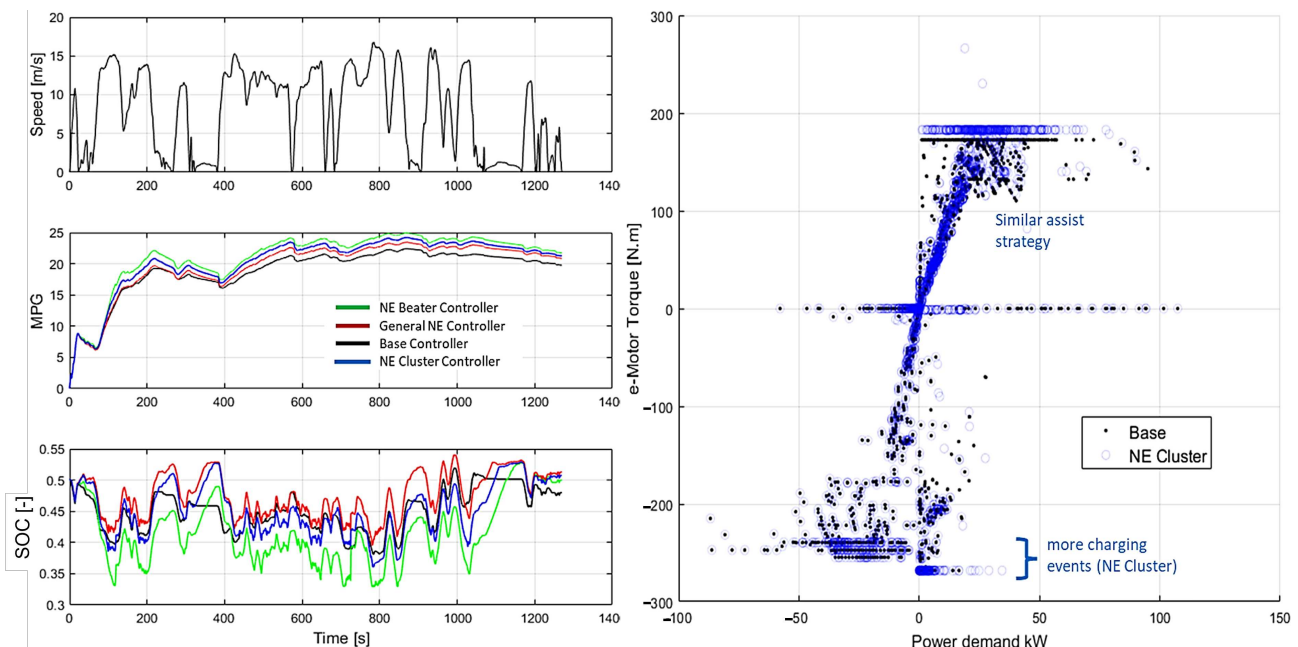 20
15
10
5
0
Speed [m/s]
0 200 400 600 800 1000 1200 140
25
20
15
10
5
0
MPG
NE Beater Controller
General NE Controller
Base Controller
NE Cluster Controller
0 200 400 600 800 1000 1200 140
0.55
0.5
0.45
0.4
0.35
0.3
SOC [-]
0 200 400 600 800 1000 1200 140
Time [s]
300
200
100
0
−100
−200
−300
e-Motor Torque [N.m]
Similar assist
strategy
Base
NE Cluster
more charging
events (NE Cluster)
−100 −50 0 50 100 150
Power demand kW